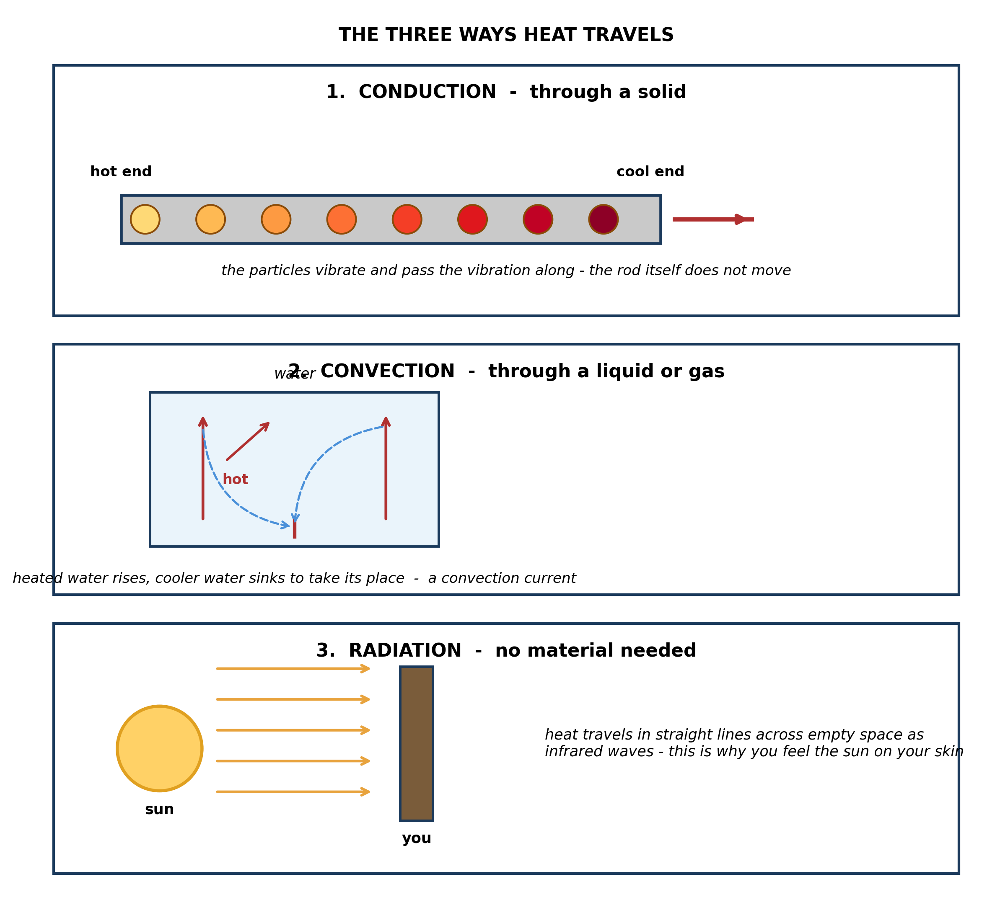 THE THREE WAYS HEAT TRAVELS
1. CONDUCTION - through a solid
hot end
cool end
the particles vibrate and pass the vibration along - the rod itself does not move
2. CONVECTION - through a liquid or gas
water
hot
heated water rises, cooler water sinks to take its place - a convection current
3. RADIATION - no material needed
heat travels in straight lines across empty space as
infrared waves - this is why you feel the sun on your skin
sun
you